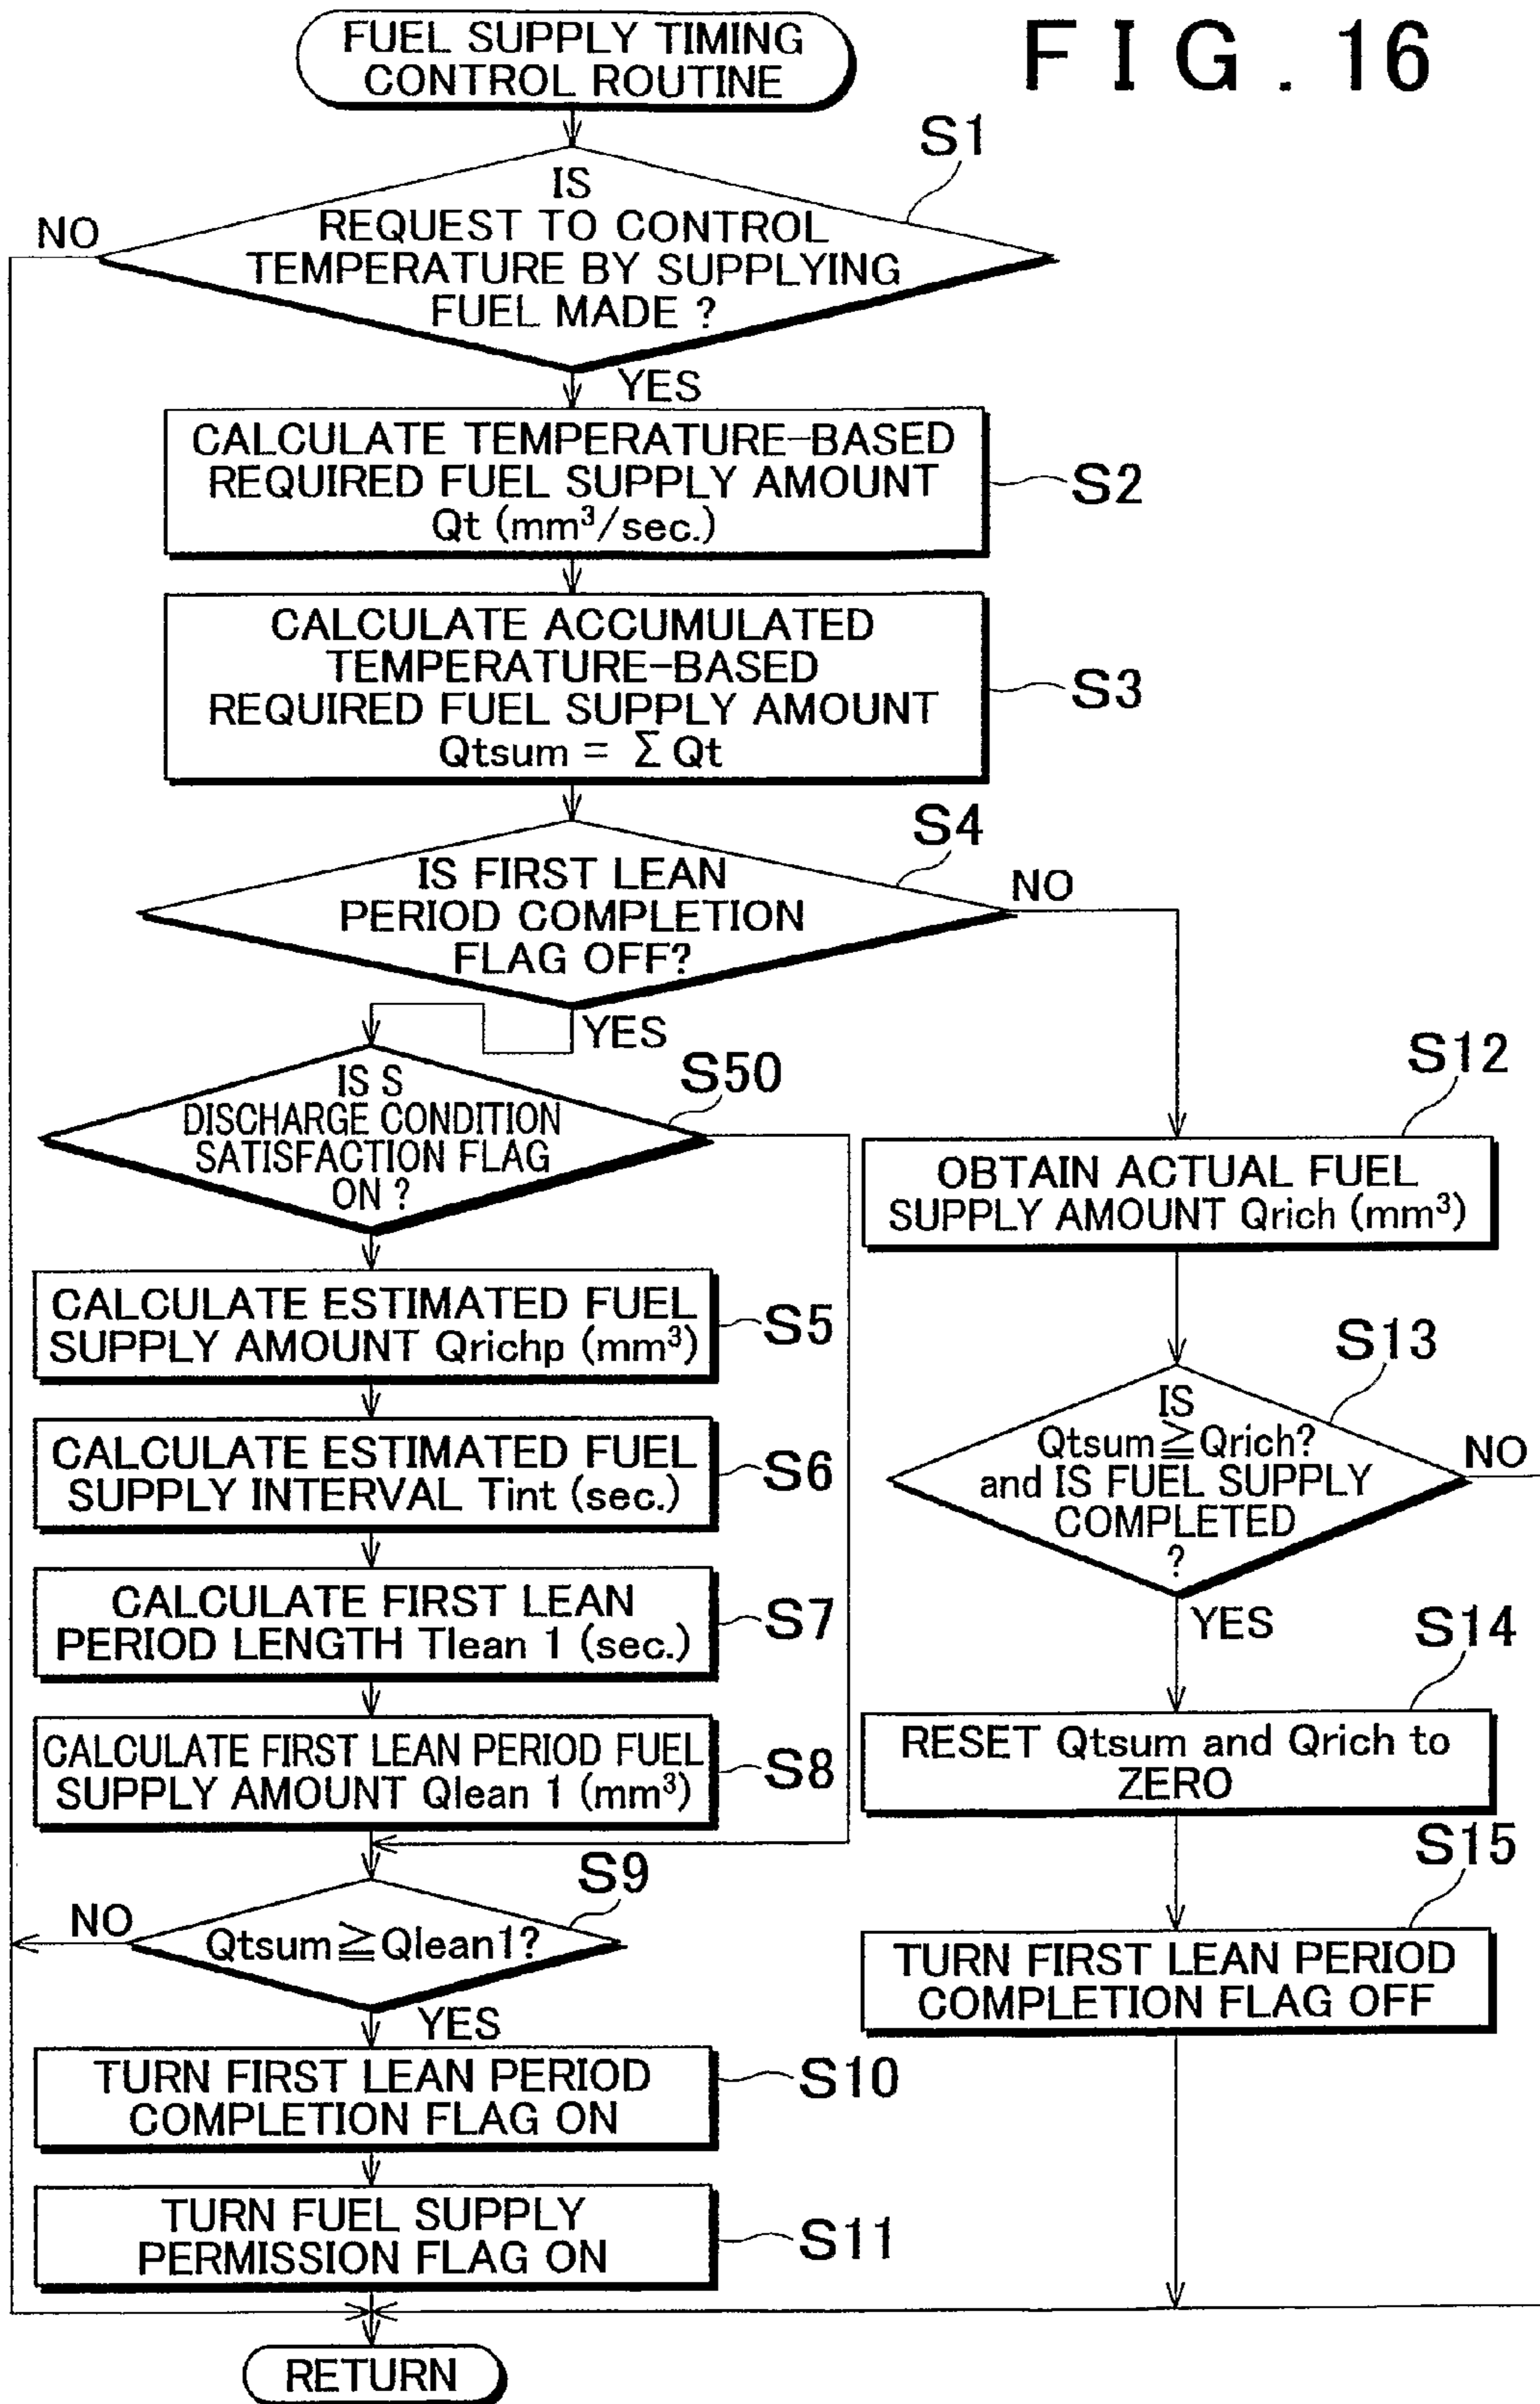 FUEL SUPPLY TIMING
CONTROL ROUTINE
F I G . 16
S1
IS
REQUEST TO CONTROL
TEMPERATURE BY SUPPLYING
FUEL MADE ?
NO
YES
CALCULATE TEMPERATURE-BASED
REQUIRED FUEL SUPPLY AMOUNT
Qt (mm³/sec.)
S2
CALCULATE ACCUMULATED
TEMPERATURE-BASED
REQUIRED FUEL SUPPLY AMOUNT
Qtsum = Σ Qt
S3
S4
IS FIRST LEAN
PERIOD COMPLETION
FLAG OFF?
NO
YES
S50
IS S
DISCHARGE CONDITION
SATISFACTION FLAG
ON ?
CALCULATE ESTIMATED FUEL
SUPPLY AMOUNT Qrichp (mm³)
S5
CALCULATE ESTIMATED FUEL
SUPPLY INTERVAL Tint (sec.)
S6
CALCULATE FIRST LEAN
PERIOD LENGTH Tlean 1 (sec.)
S7
CALCULATE FIRST LEAN PERIOD FUEL
SUPPLY AMOUNT Qlean 1 (mm³)
S8
S9
NO
Qtsum≧Qlean1?
YES
TURN FIRST LEAN PERIOD
COMPLETION FLAG ON
S10
TURN FUEL SUPPLY
PERMISSION FLAG ON
S11
S12
OBTAIN ACTUAL FUEL
SUPPLY AMOUNT Qrich (mm³)
S13
IS
Qtsum≧Qrich?
and IS FUEL SUPPLY
COMPLETED
?
NO
YES
S14
RESET Qtsum and Qrich to
ZERO
S15
TURN FIRST LEAN PERIOD
COMPLETION FLAG OFF
RETURN